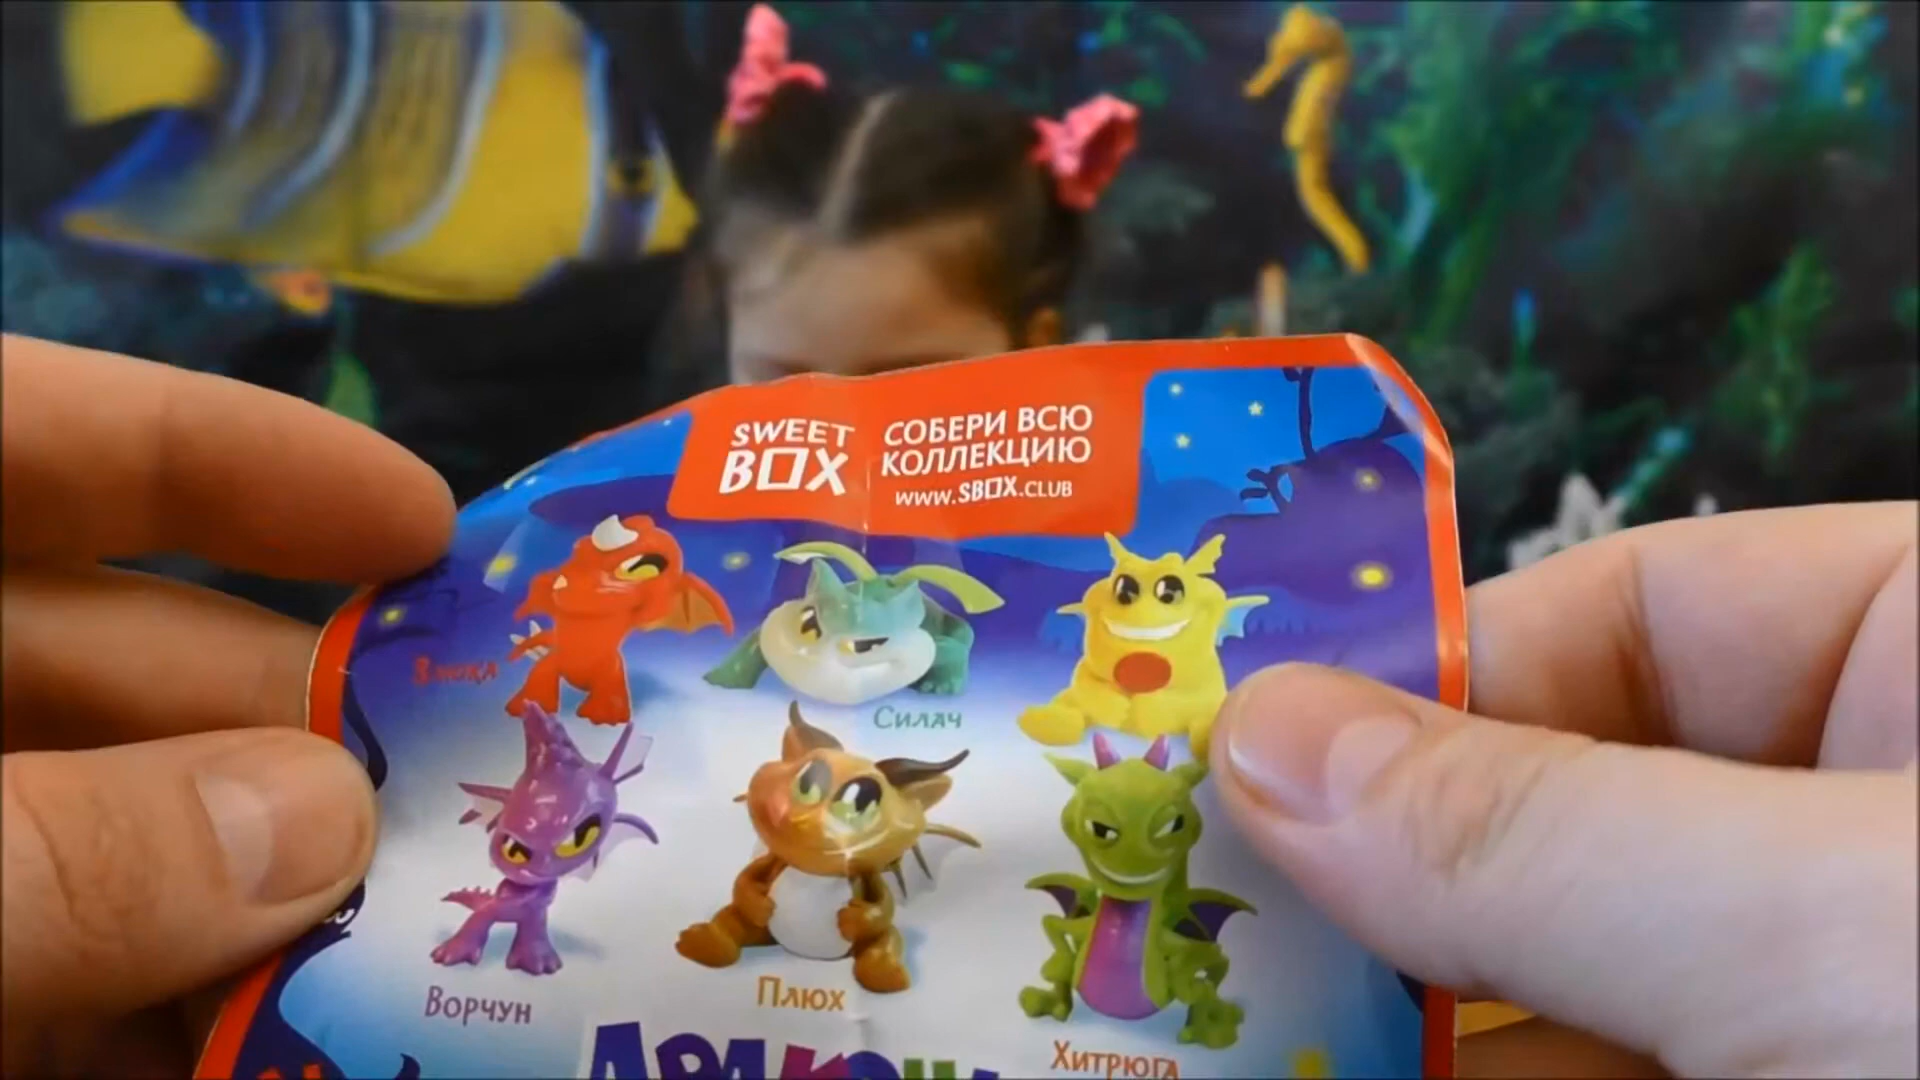 SWEET
BOX
СОБЕРИ ВСЮ
КОЛЛЕКЦИЮ
WWW.SBOX.CLUB
Злюка
Силач
Ворчун
Плюх
Хитрюга